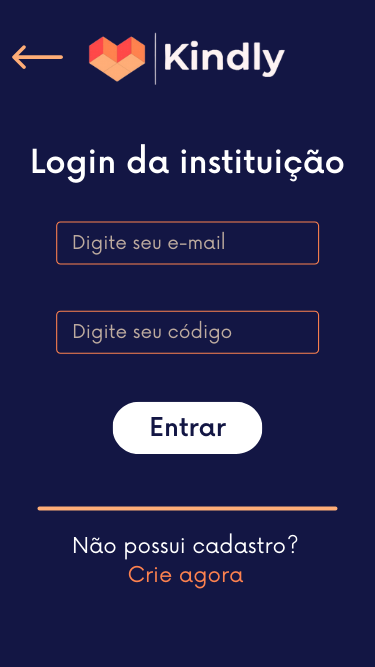 Kindly
Login da instituição
Digite seu e-mail
Digite seu código
Entrar
Não possui cadastro?
Crie agora